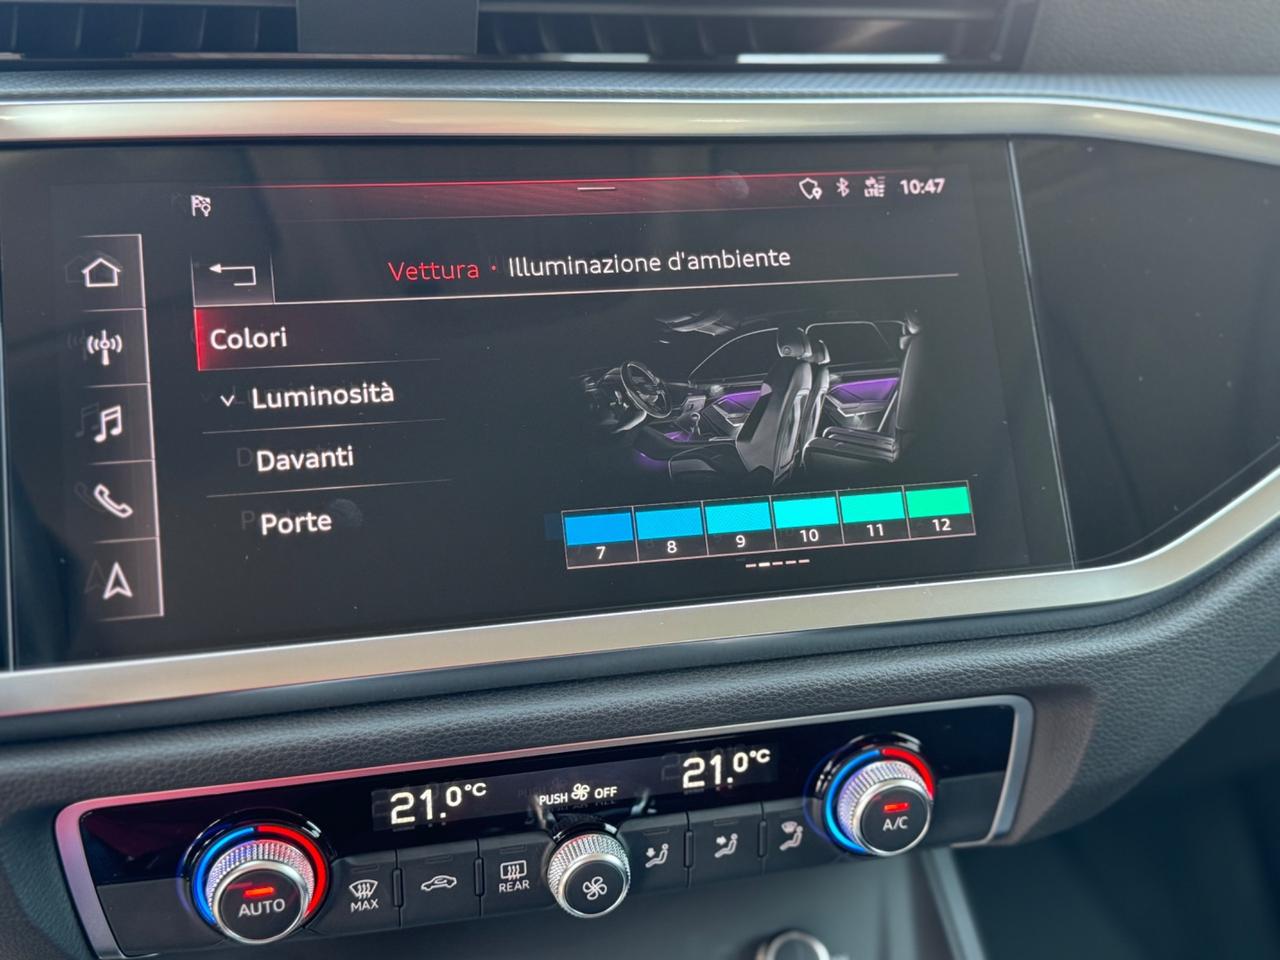 LTE 10:47
Vettura · Illuminazione d'ambiente
Colori
Luminosità
Davanti
Porte
7 8 9 10 11 12
21.0°C PUSH OFF 21.0°C
AUTO MAX REAR A/C